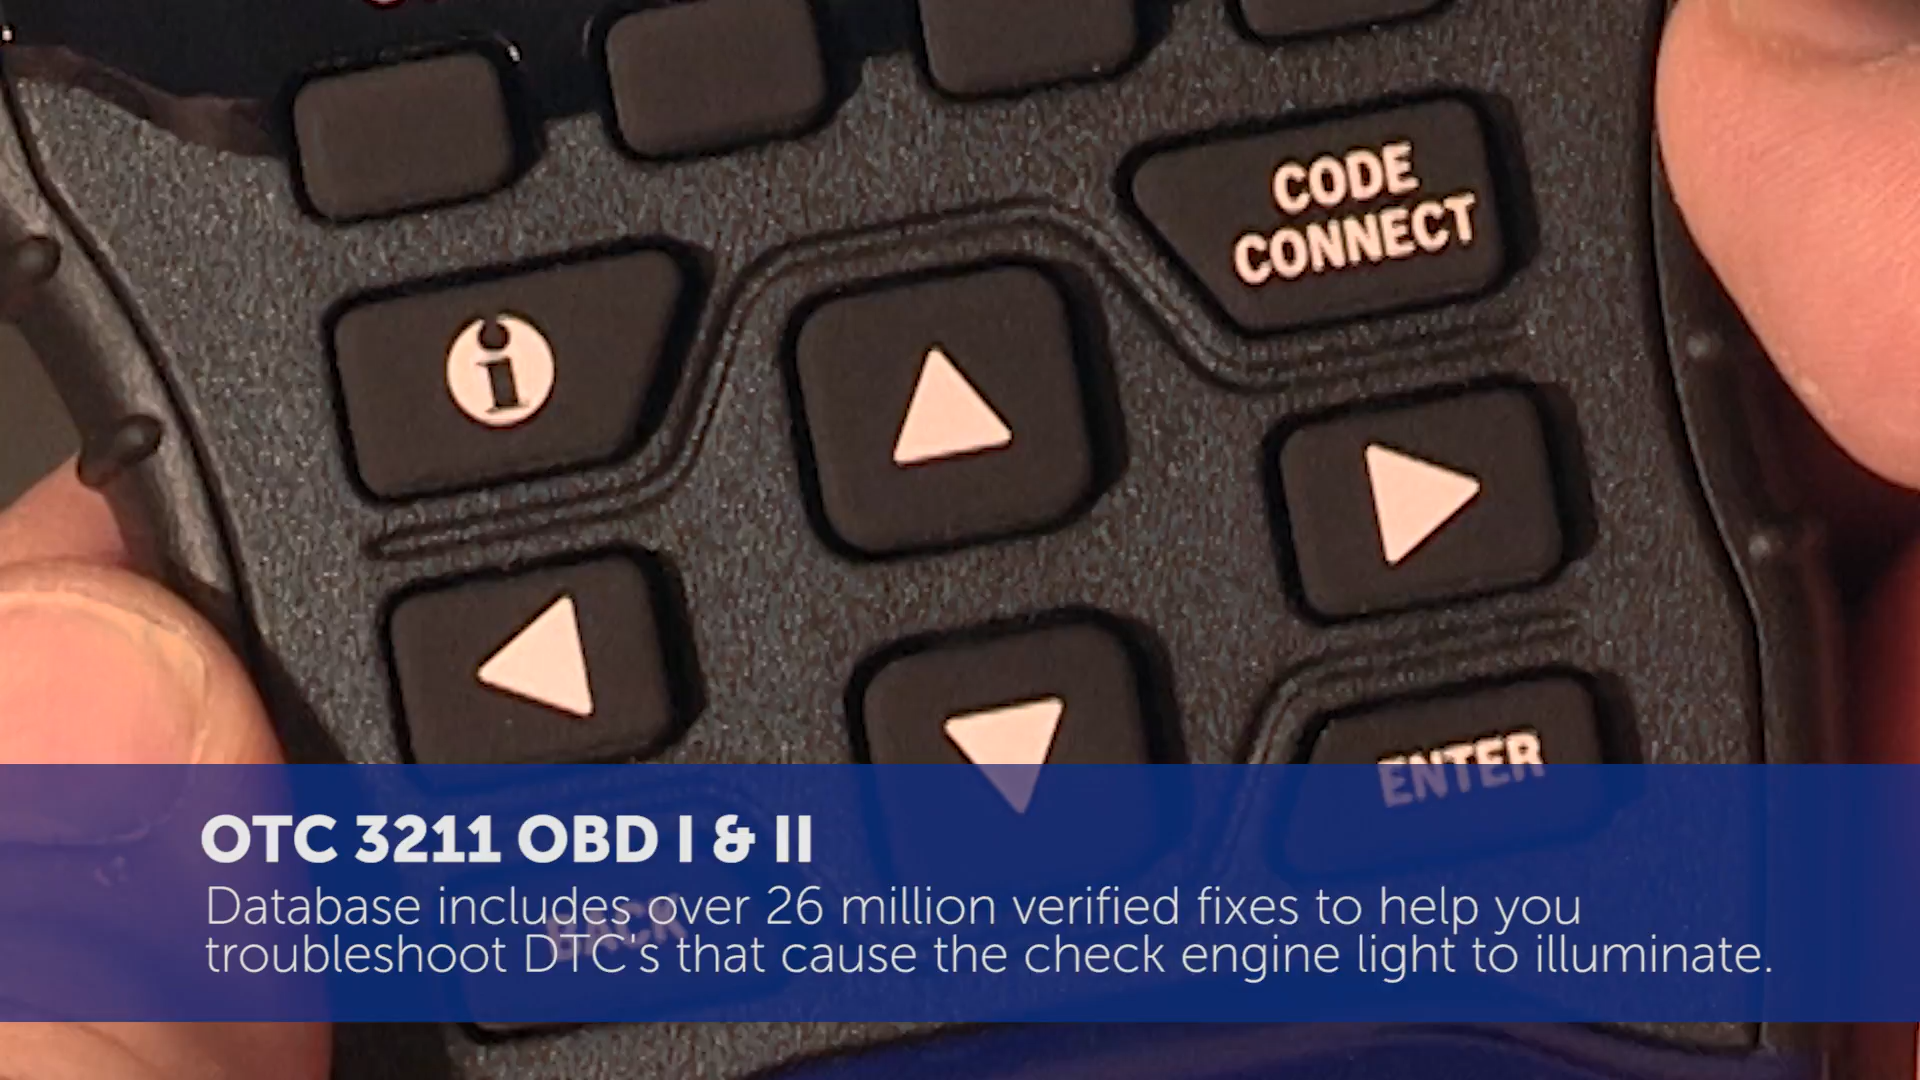 CODE
CONNECT
i
ENTER
OTC 3211 OBD I & II
Database includes over 26 million verified fixes to help you
BACK
troubleshoot DTC's that cause the check engine light to illuminate.